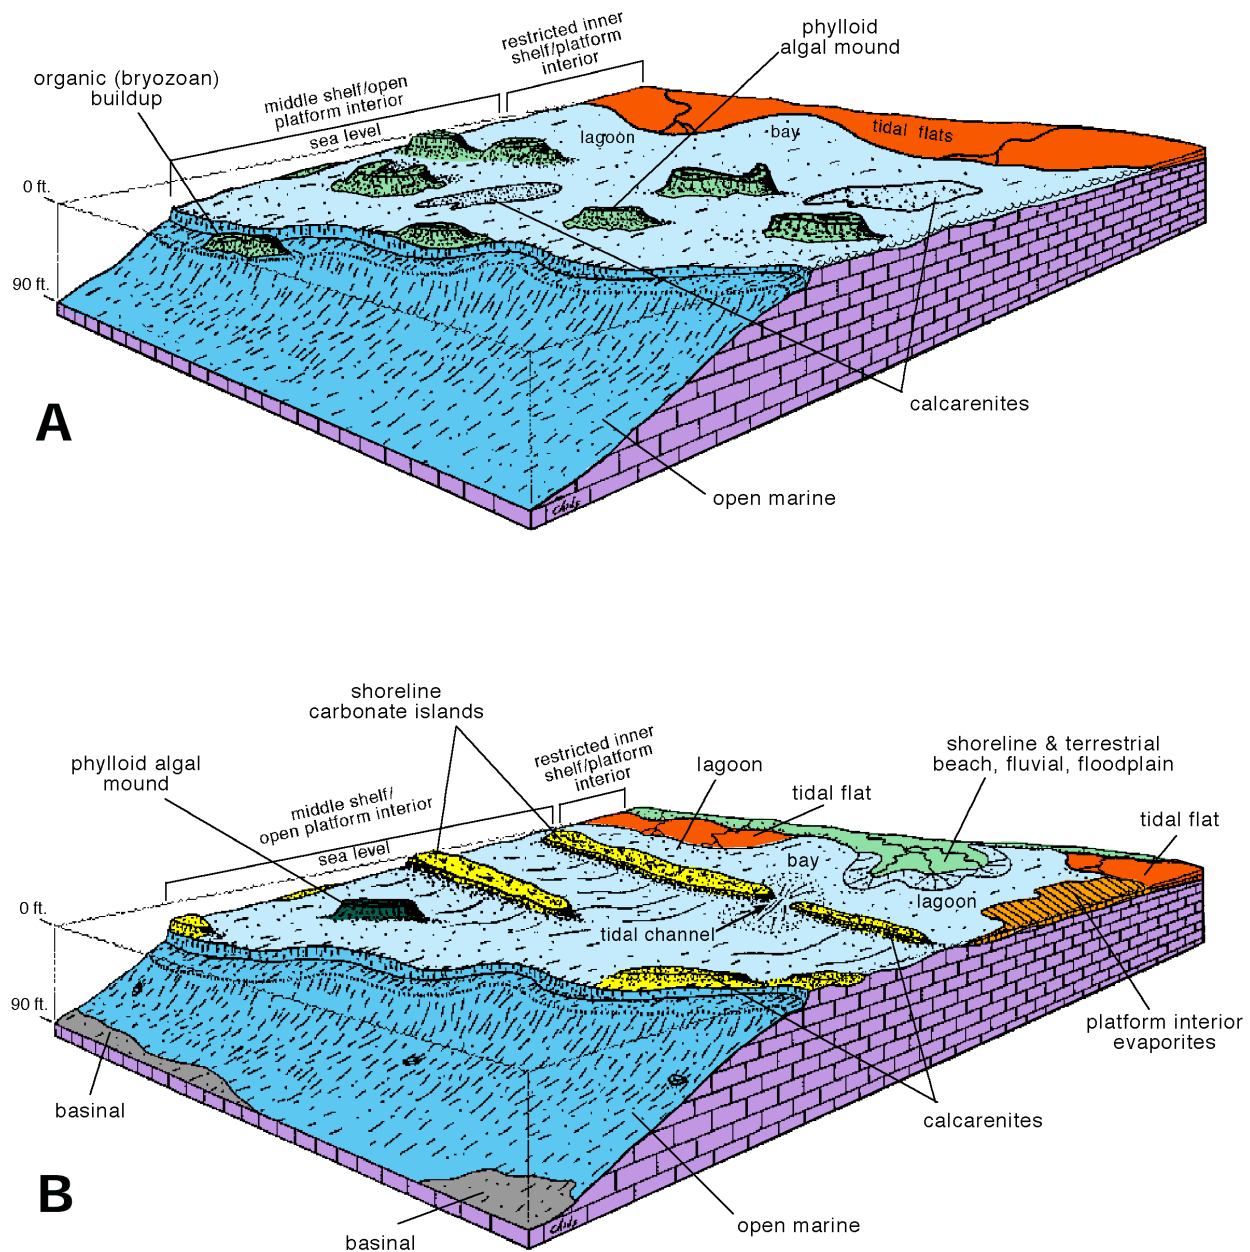 restricted inner
shelf/platform
interior
phylloid
algal mound
organic (bryozoan)
buildup
middle shelf/open
platform interior
sea level
lagoon
bay
tidal flats
0 ft.
90 ft.
calcarenites
A
open marine
shoreline
carbonate islands
restricted inner
shelf/platform
interior
shoreline & terrestrial
beach, fluvial, floodplain
phylloid algal
mound
lagoon
middle shelf/
open platform interior
tidal flat
tidal flat
sea level
bay
lagoon
0 ft.
tidal channel
90 ft.
platform interior
evaporites
basinal
calcarenites
B
open marine
basinal